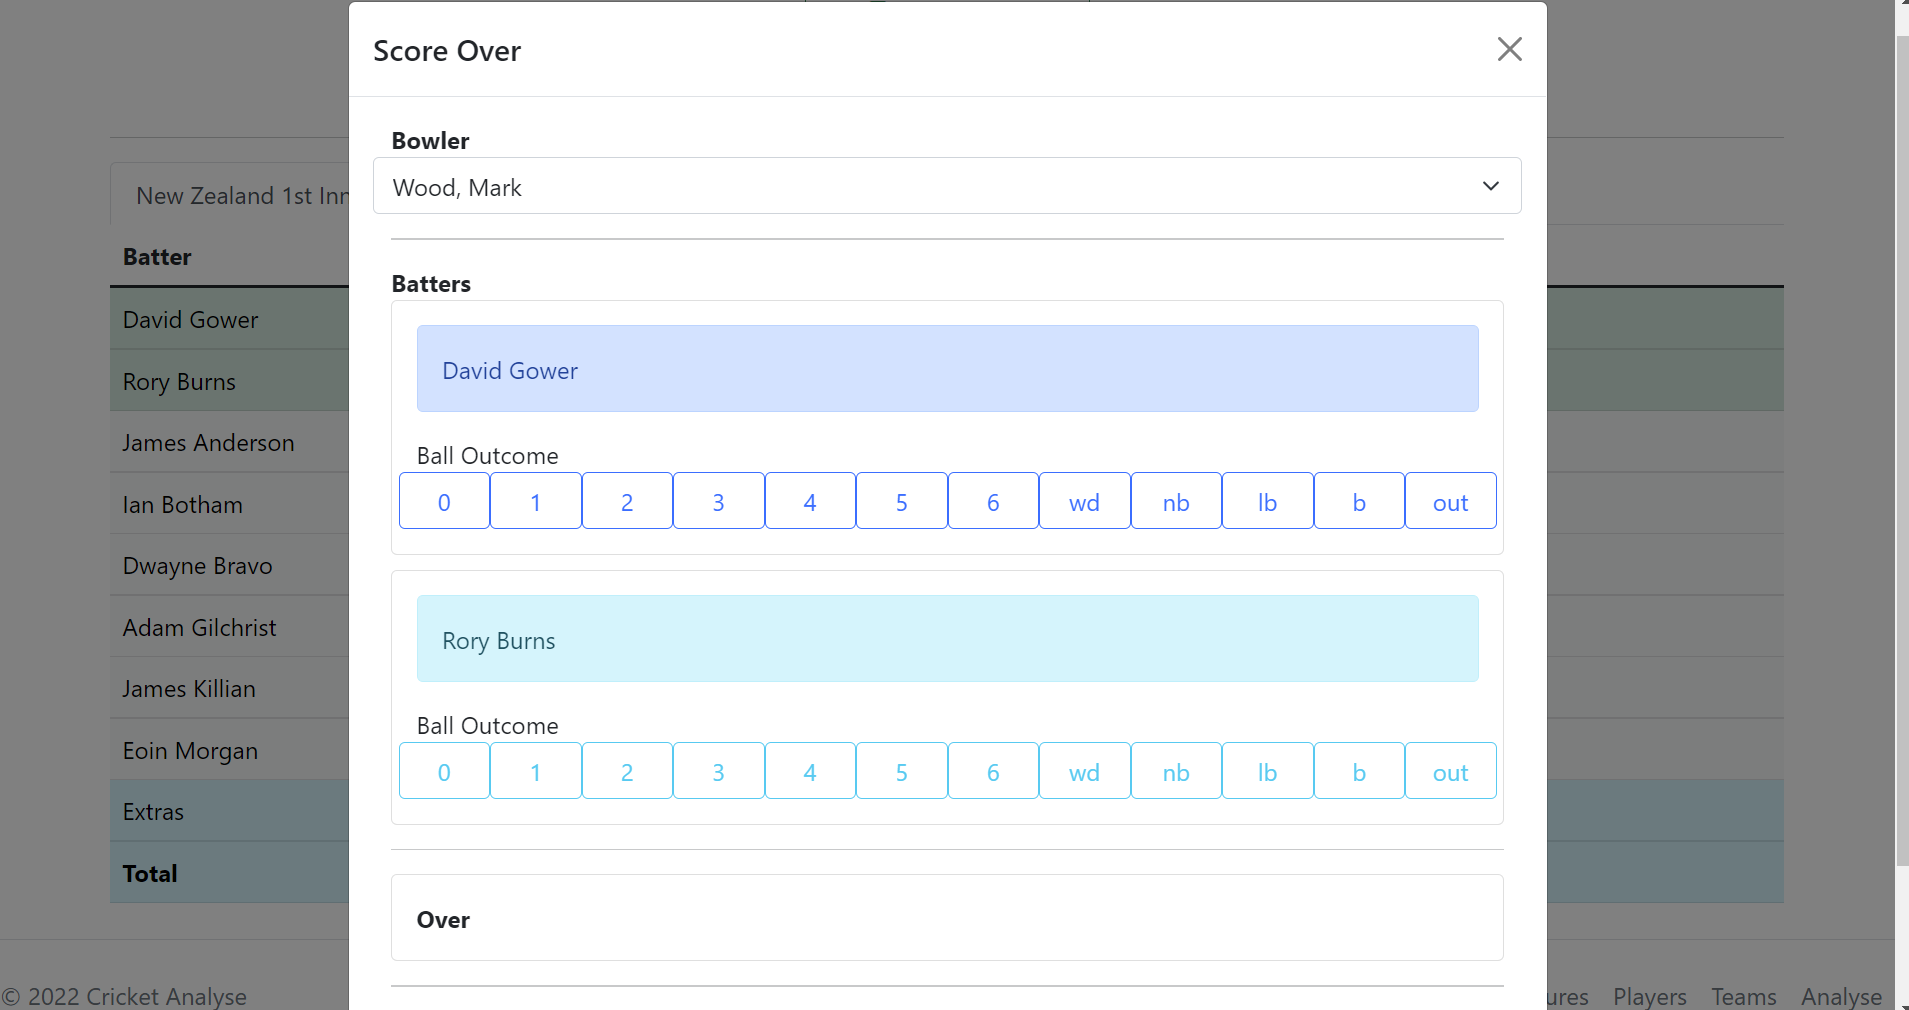 Score Over
Bowler
Wood, Mark
New Zealand 1st Inn
Batter
David Gower
Rory Burns
James Anderson
Ian Botham
Dwayne Bravo
Adam Gilchrist
James Killian
Eoin Morgan
Extras
Total
Batters
David Gower
Ball Outcome
0 1 2 3 4 5 6 wd nb lb b out
Rory Burns
Ball Outcome
0 1 2 3 4 5 6 wd nb lb b out
Over
© 2022 Cricket Analyse
ures Players Teams Analyse